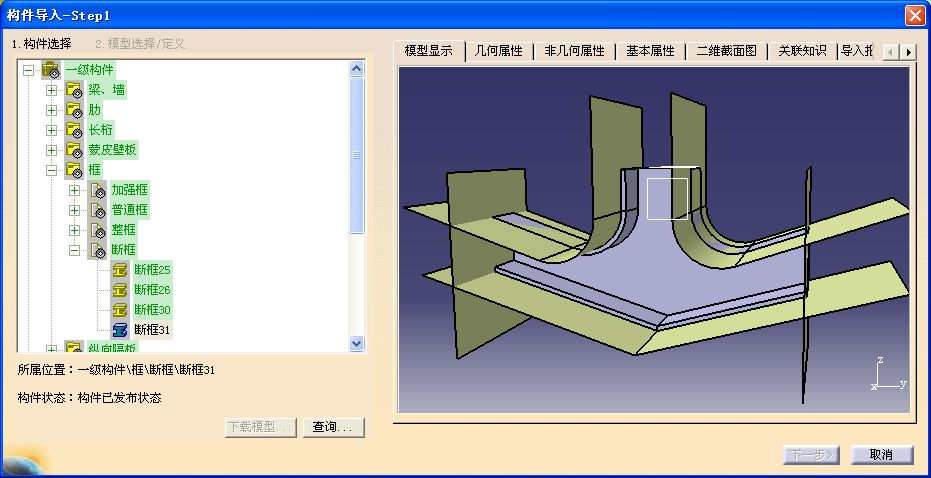 构件导入-Step1
1.构件选择 2.模型选择/定义
一级构件
梁、墙
肋
长桁
蒙皮壁板
框
加强框
普通框
整框
断框
断框25
断框26
断框30
断框31
纵向隔板
所属位置：一级构件\框\断框\断框31
构件状态：构件已发布状态
下载模型... 查询...
模型显示 几何属性 非几何属性 基本属性 二维截面图 关联知识 导入
z
x y
下一步> 取消